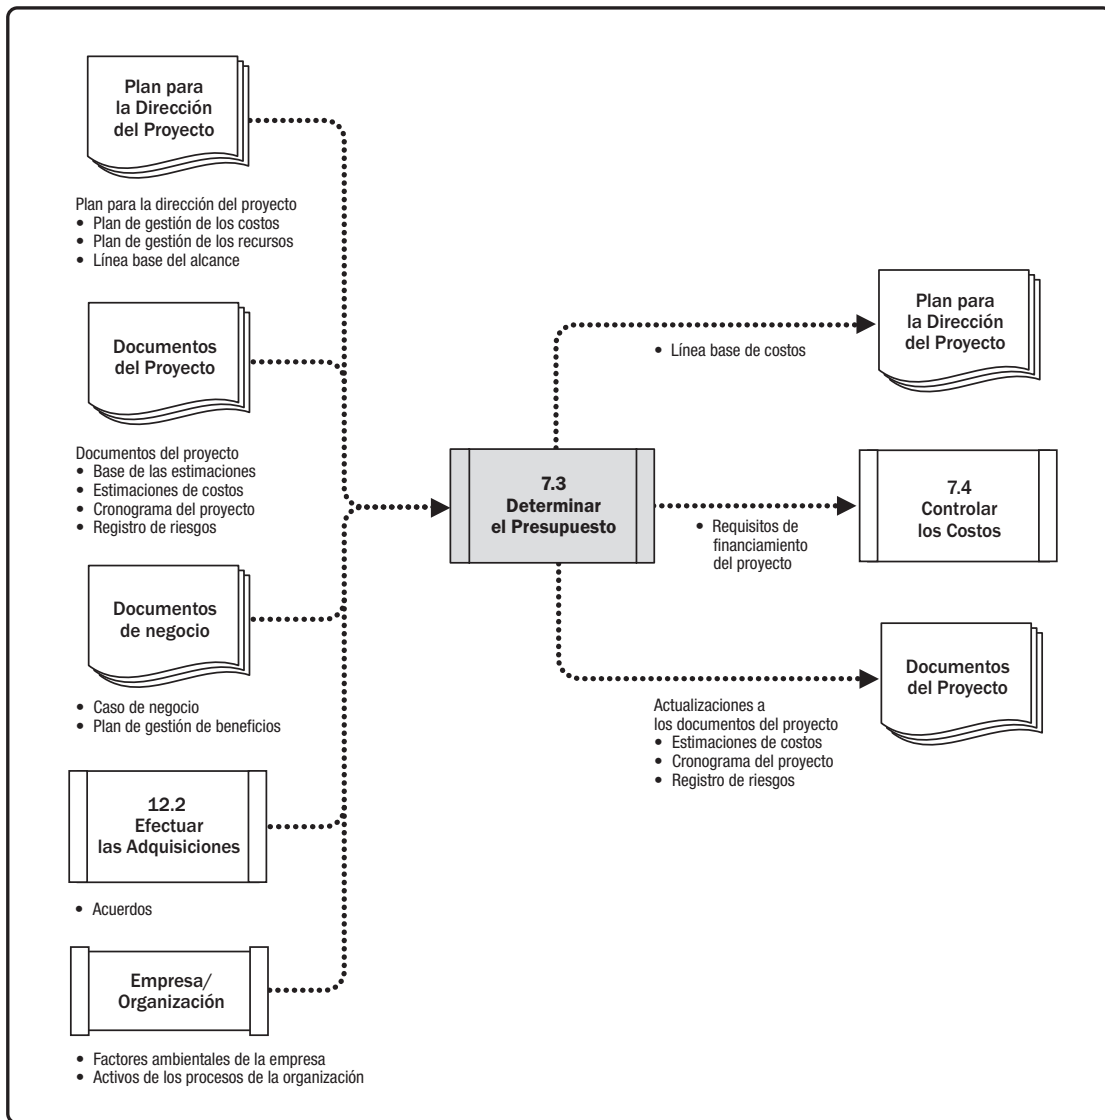 Plan para
la Dirección
del Proyecto
Plan para la dirección del proyecto
• Plan de gestión de los costos
• Plan de gestión de los recursos
• Línea base del alcance
Documentos
del Proyecto
Documentos del proyecto
• Base de las estimaciones
• Estimaciones de costos
• Cronograma del proyecto
• Registro de riesgos
Documentos
de negocio
• Caso de negocio
• Plan de gestión de beneficios
12.2
Efectuar
las Adquisiciones
• Acuerdos
Empresa/
Organización
• Factores ambientales de la empresa
• Activos de los procesos de la organización
7.3
Determinar
el Presupuesto
• Línea base de costos
Plan para
la Dirección
del Proyecto
• Requisitos de
financiamiento
del proyecto
7.4
Controlar
los Costos
Actualizaciones a
los documentos del proyecto
• Estimaciones de costos
• Cronograma del proyecto
• Registro de riesgos
Documentos
del Proyecto